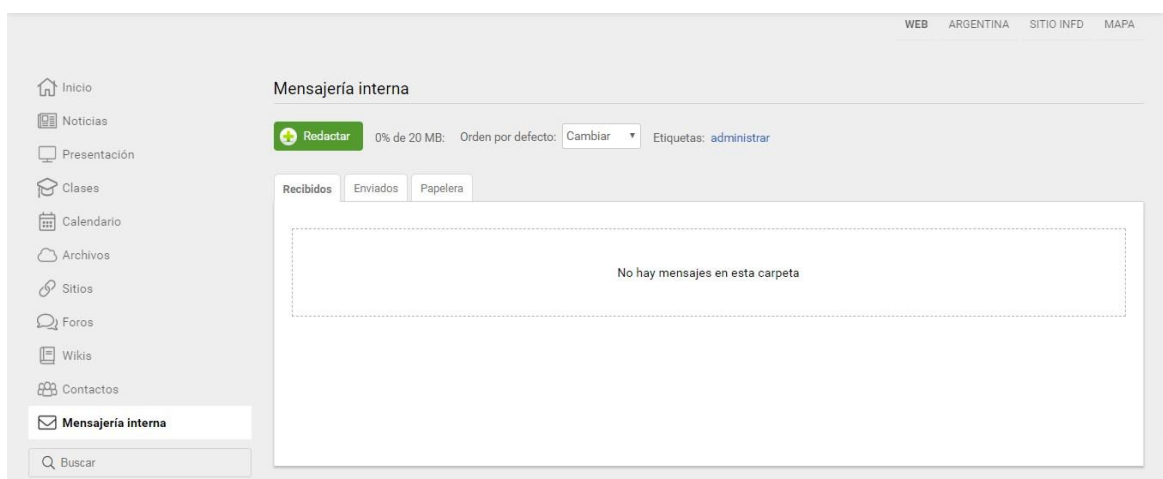 WEB ARGENTINA SITIO INFD MAPA
Inicio
Noticias
Presentación
Clases
Calendario
Archivos
Sitios
Foros
Wikis
Contactos
Mensajería interna
Buscar
Mensajería interna
Redactar 0% de 20 MB: Orden por defecto: Cambiar Etiquetas: administrar
Recibidos Enviados Papelera
No hay mensajes en esta carpeta